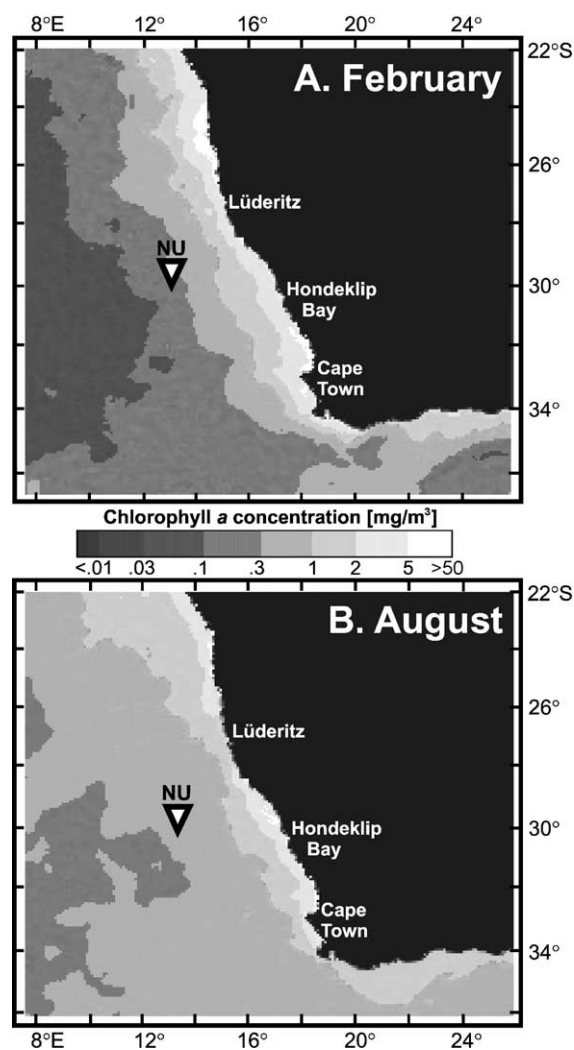 8°E 12° 16° 20° 24°
22°S
A. February
26°
Lüderitz
NU
30°
Hondeklip
Bay
Cape
Town
34°
Chlorophyll a concentration [mg/m³]
<.01 .03 .1 .3 1 2 5 >50
22°S
B. August
26°
Lüderitz
NU
30°
Hondeklip
Bay
Cape
Town
34°
8°E 12° 16° 20° 24°